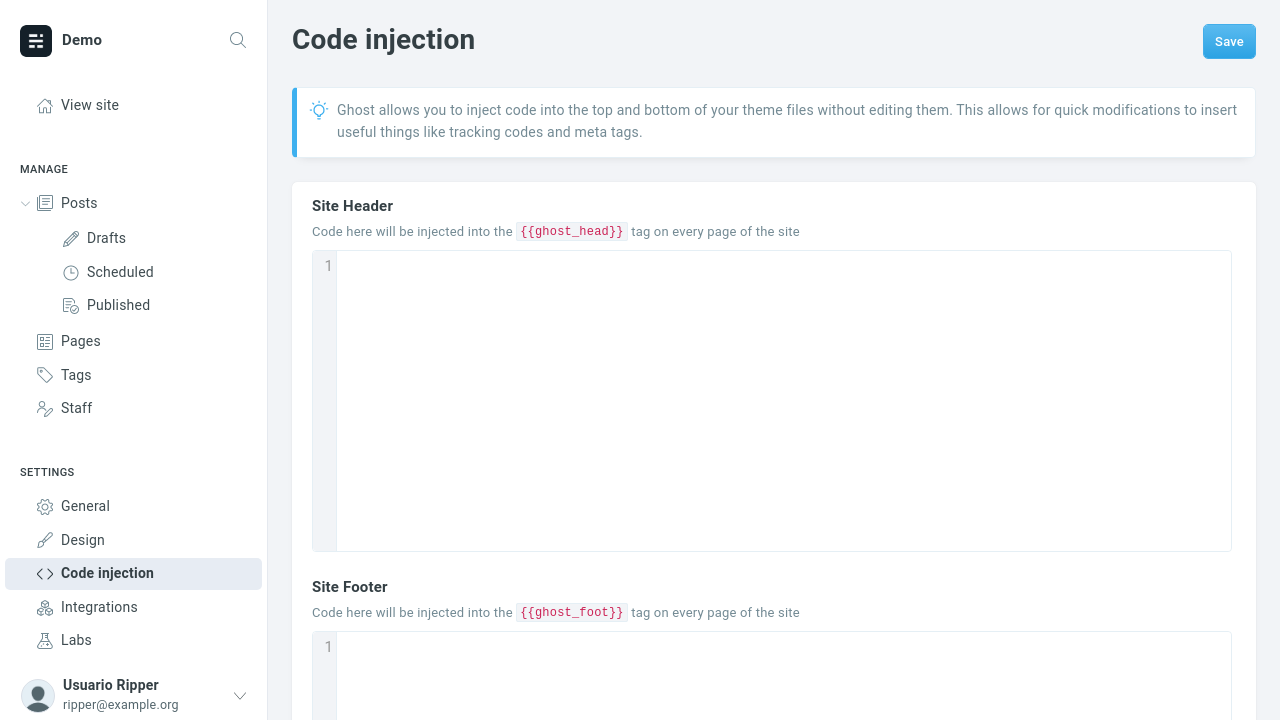 Demo
View site
MANAGE
Posts
Drafts
Scheduled
Published
Pages
Tags
Staff
SETTINGS
General
Design
Code injection
Integrations
Labs
Usuario Ripper
ripper@example.org
Code injection
Save
Ghost allows you to inject code into the top and bottom of your theme files without editing them. This allows for quick modifications to insert
useful things like tracking codes and meta tags.
Site Header
Code here will be injected into the {{ghost_head}} tag on every page of the site
1
Site Footer
Code here will be injected into the {{ghost_foot}} tag on every page of the site
1